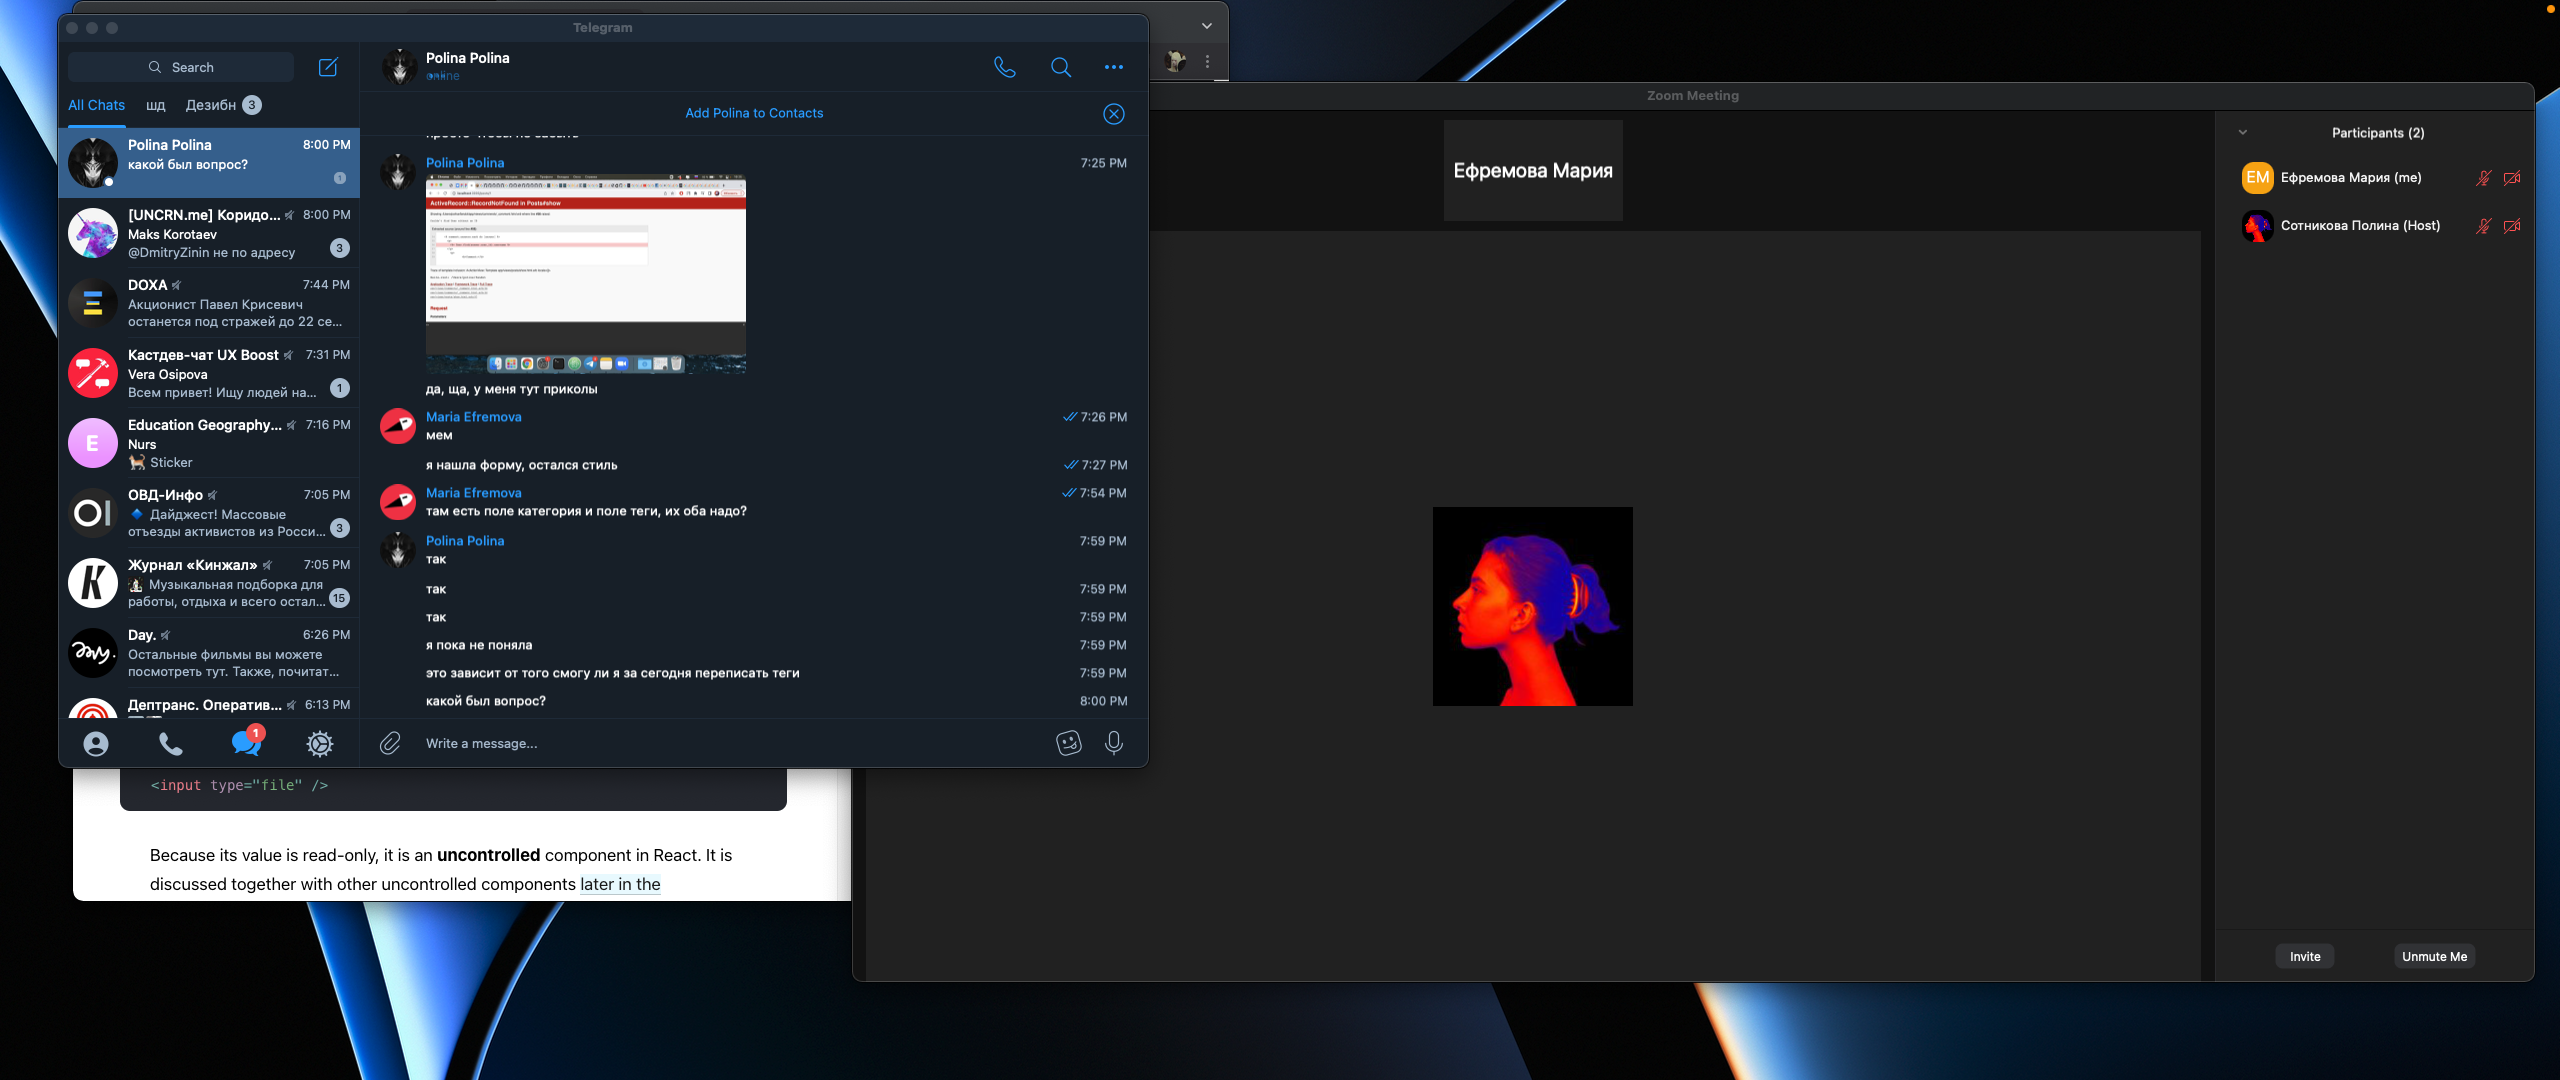 Telegram
Search
All Chats
шд
Дезибн 3
Polina Polina 8:00 PM
какой был вопрос?
1
[UNCRN.me] Коридо... 8:00 PM
Maks Korotaev
@DmitryZinin не по адресу 3
DOXA 7:44 PM
Акционист Павел Крисевич
останется под стражей до 22 се...
Кастдев-чат UX Boost 7:31 PM
Vera Osipova
Всем привет! Ищу людей на... 1
E
Education Geography... 7:16 PM
Nurs
Sticker
ОВД-Инфо 7:05 PM
Дайджест! Массовые
отъезды активистов из Росси... 3
Журнал «Кинжал» 7:05 PM
Музыкальная подборка для
работы, отдыха и всего остал... 15
Day. 6:26 PM
Остальные фильмы вы можете
посмотреть тут. Также, почитат...
Дептранс. Оператив... 6:13 PM
1
Polina Polina
online
Add Polina to Contacts
Polina Polina 7:25 PM
ActiveRecord::RecordNotFound in Posts#show
Request
да, ща, у меня тут приколы
Maria Efremova 7:26 PM
мем
я нашла форму, остался стиль 7:27 PM
Maria Efremova 7:54 PM
там есть поле категория и поле теги, их оба надо?
Polina Polina 7:59 PM
так
так 7:59 PM
так 7:59 PM
я пока не поняла 7:59 PM
это зависит от того смогу ли я за сегодня переписать теги 7:59 PM
какой был вопрос? 8:00 PM
Write a message...
<input type="file" />
Because its value is read-only, it is an uncontrolled component in React. It is
discussed together with other uncontrolled components later in the
Zoom Meeting
Ефремова Мария
Participants (2)
EM Ефремова Мария (me)
Сотникова Полина (Host)
Invite
Unmute Me